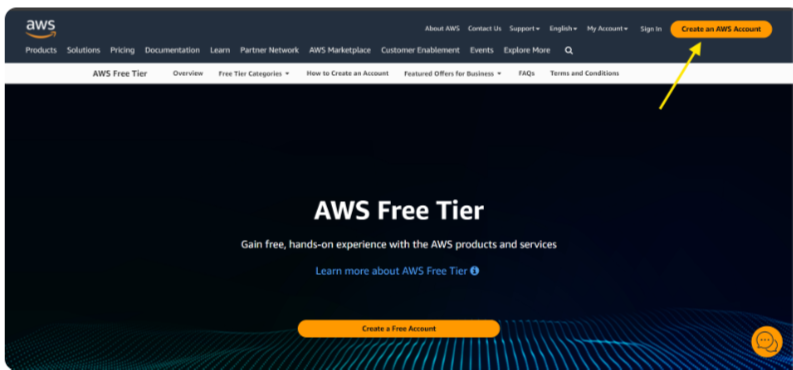 aws
About AWS Contact Us Support English My Account Sign In Create an AWS Account
Products Solutions Pricing Documentation Learn Partner Network AWS Marketplace Customer Enablement Events Explore More
AWS Free Tier Overview Free Tier Categories How to Create an Account Featured Offers for Business FAQs Terms and Conditions
AWS Free Tier
Gain free, hands-on experience with the AWS products and services
Learn more about AWS Free Tier
Create a Free Account